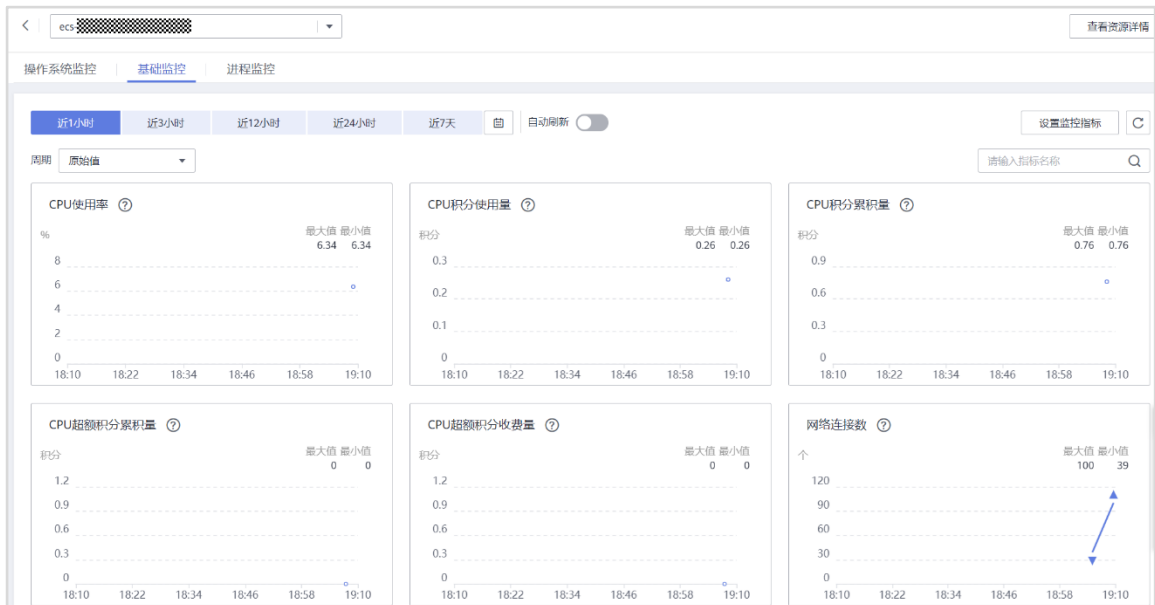 ecs-
查看资源详情
操作系统监控 基础监控 进程监控
近1小时 近3小时 近12小时 近24小时 近7天 自动刷新 设置监控指标
周期 原始值 请输入指标名称
CPU使用率
% 最大值 最小值
6.34 6.34
8
6
4
2
0
18:10 18:22 18:34 18:46 18:58 19:10
CPU积分使用量
积分 最大值 最小值
0.26 0.26
0.3
0.2
0.1
0
18:10 18:22 18:34 18:46 18:58 19:10
CPU积分累积量
积分 最大值 最小值
0.76 0.76
0.9
0.6
0.3
0
18:10 18:22 18:34 18:46 18:58 19:10
CPU超额积分累积量
积分 最大值 最小值
0 0
1.2
0.9
0.6
0.3
0
18:10 18:22 18:34 18:46 18:58 19:10
CPU超额积分收费量
积分 最大值 最小值
0 0
1.2
0.9
0.6
0.3
0
18:10 18:22 18:34 18:46 18:58 19:10
网络连接数
个 最大值 最小值
100 39
120
90
60
30
0
18:10 18:22 18:34 18:46 18:58 19:10